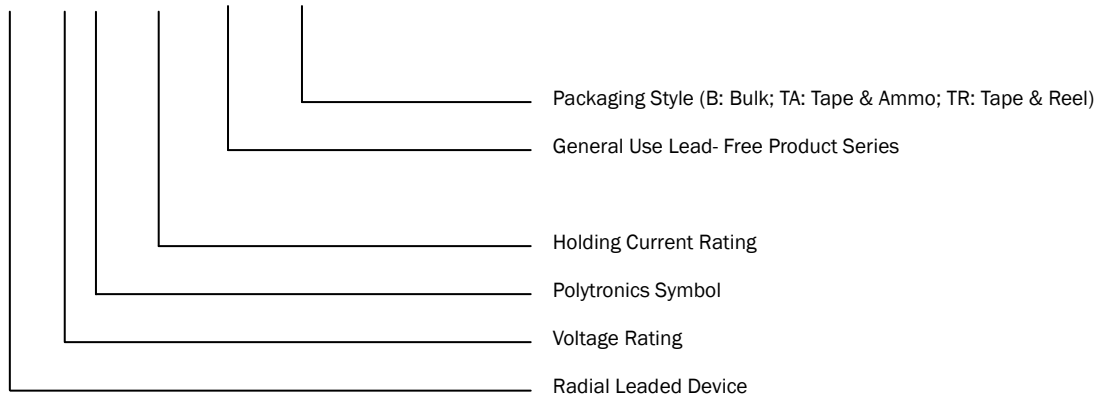 Packaging Style (B: Bulk; TA: Tape & Ammo; TR: Tape & Reel)
General Use Lead- Free Product Series
Holding Current Rating
Polytronics Symbol
Voltage Rating
Radial Leaded Device